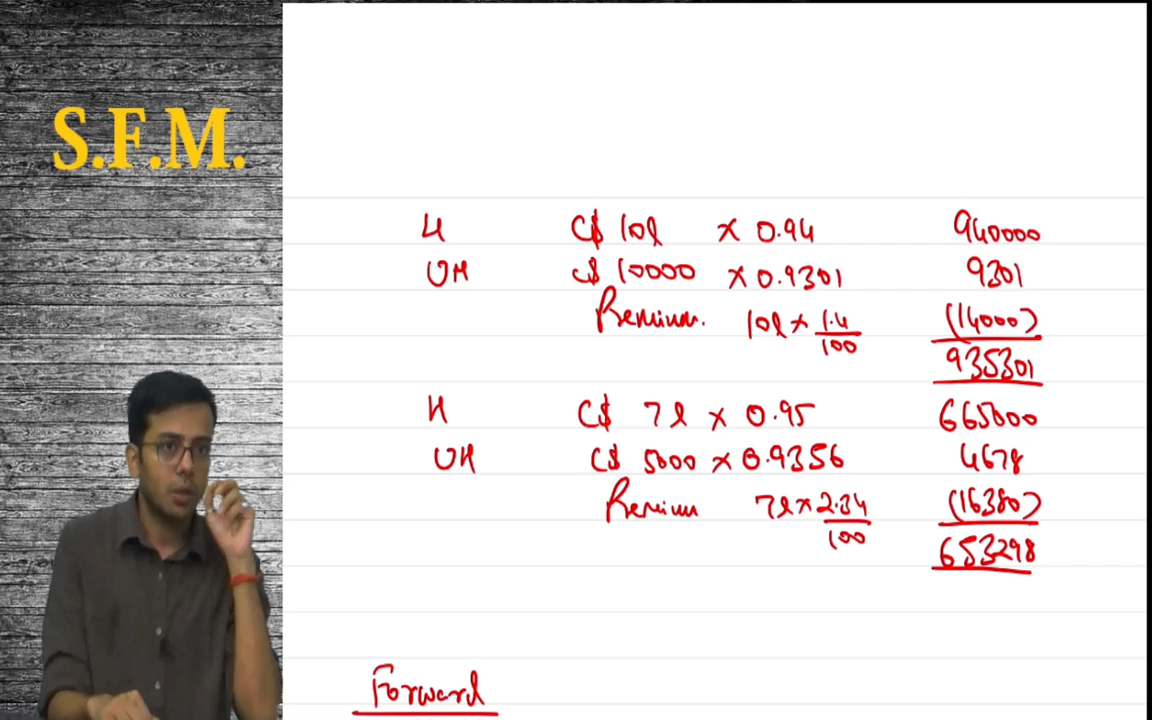 S.F.M.
H C$ 10l × 0.94 940000
UH C$ 10000 × 0.9301 9301
Premium. 10l × 1.4/100 (14000)
935301
H C$ 7l × 0.95 665000
UH C$ 5000 × 0.9356 4678
Premium 7l × 2.34/100 (16380)
653298
Forward